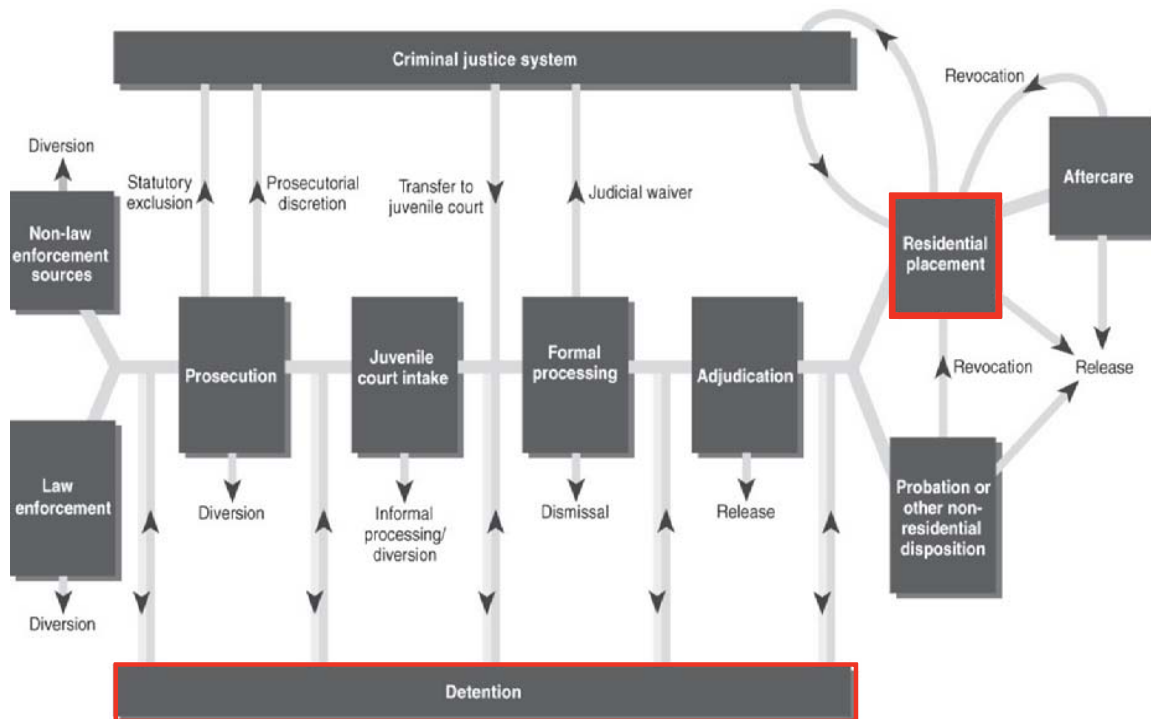 Criminal justice system
Revocation
Diversion
Aftercare
Statutory
exclusion
Prosecutorial
discretion
Transfer to
juvenile court
Judicial waiver
Non-law
enforcement
sources
Residential
placement
Prosecution
Juvenile
court intake
Formal
processing
Adjudication
Revocation
Release
Law
enforcement
Diversion
Informal
processing/
diversion
Dismissal
Release
Probation or
other non-
residential
disposition
Diversion
Detention